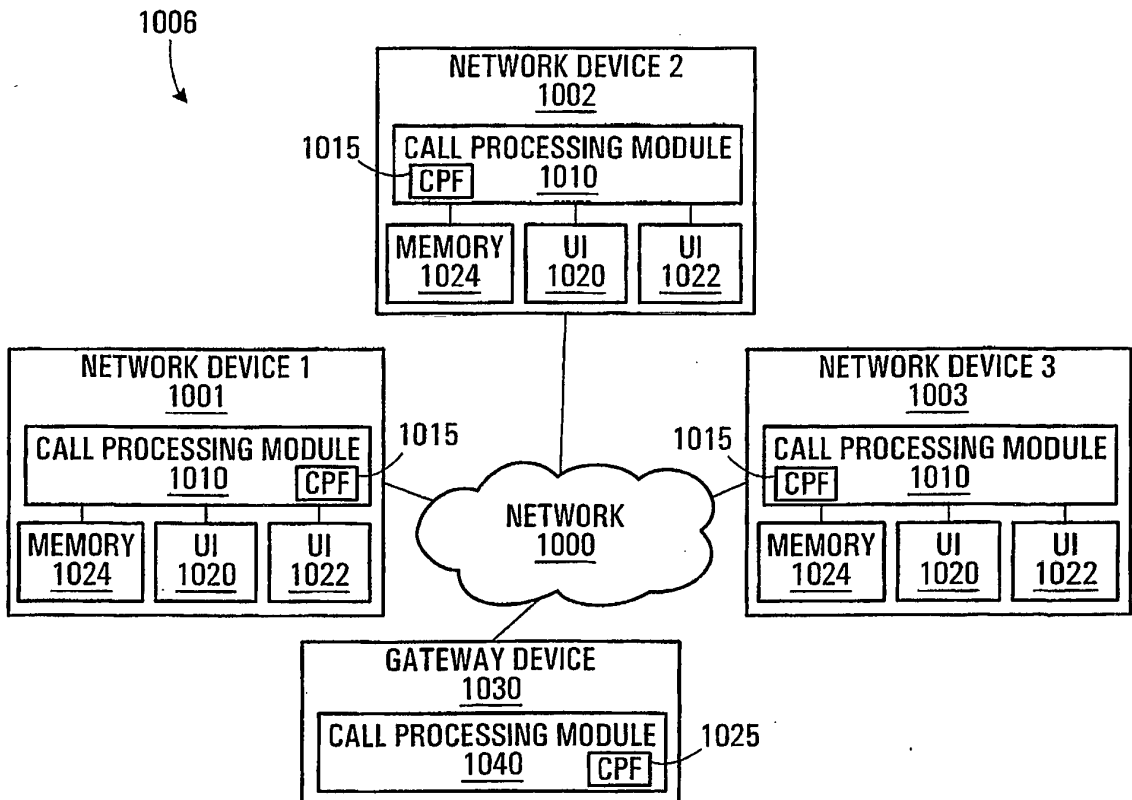 1006
NETWORK DEVICE 2
1002
1015
CALL PROCESSING MODULE
CPF
1010
MEMORY
1024
UI
1020
UI
1022
NETWORK DEVICE 1
1001
CALL PROCESSING MODULE
1010
CPF
1015
MEMORY
1024
UI
1020
UI
1022
NETWORK
1000
NETWORK DEVICE 3
1003
1015
CALL PROCESSING MODULE
CPF
1010
MEMORY
1024
UI
1020
UI
1022
GATEWAY DEVICE
1030
CALL PROCESSING MODULE
1040
CPF
1025